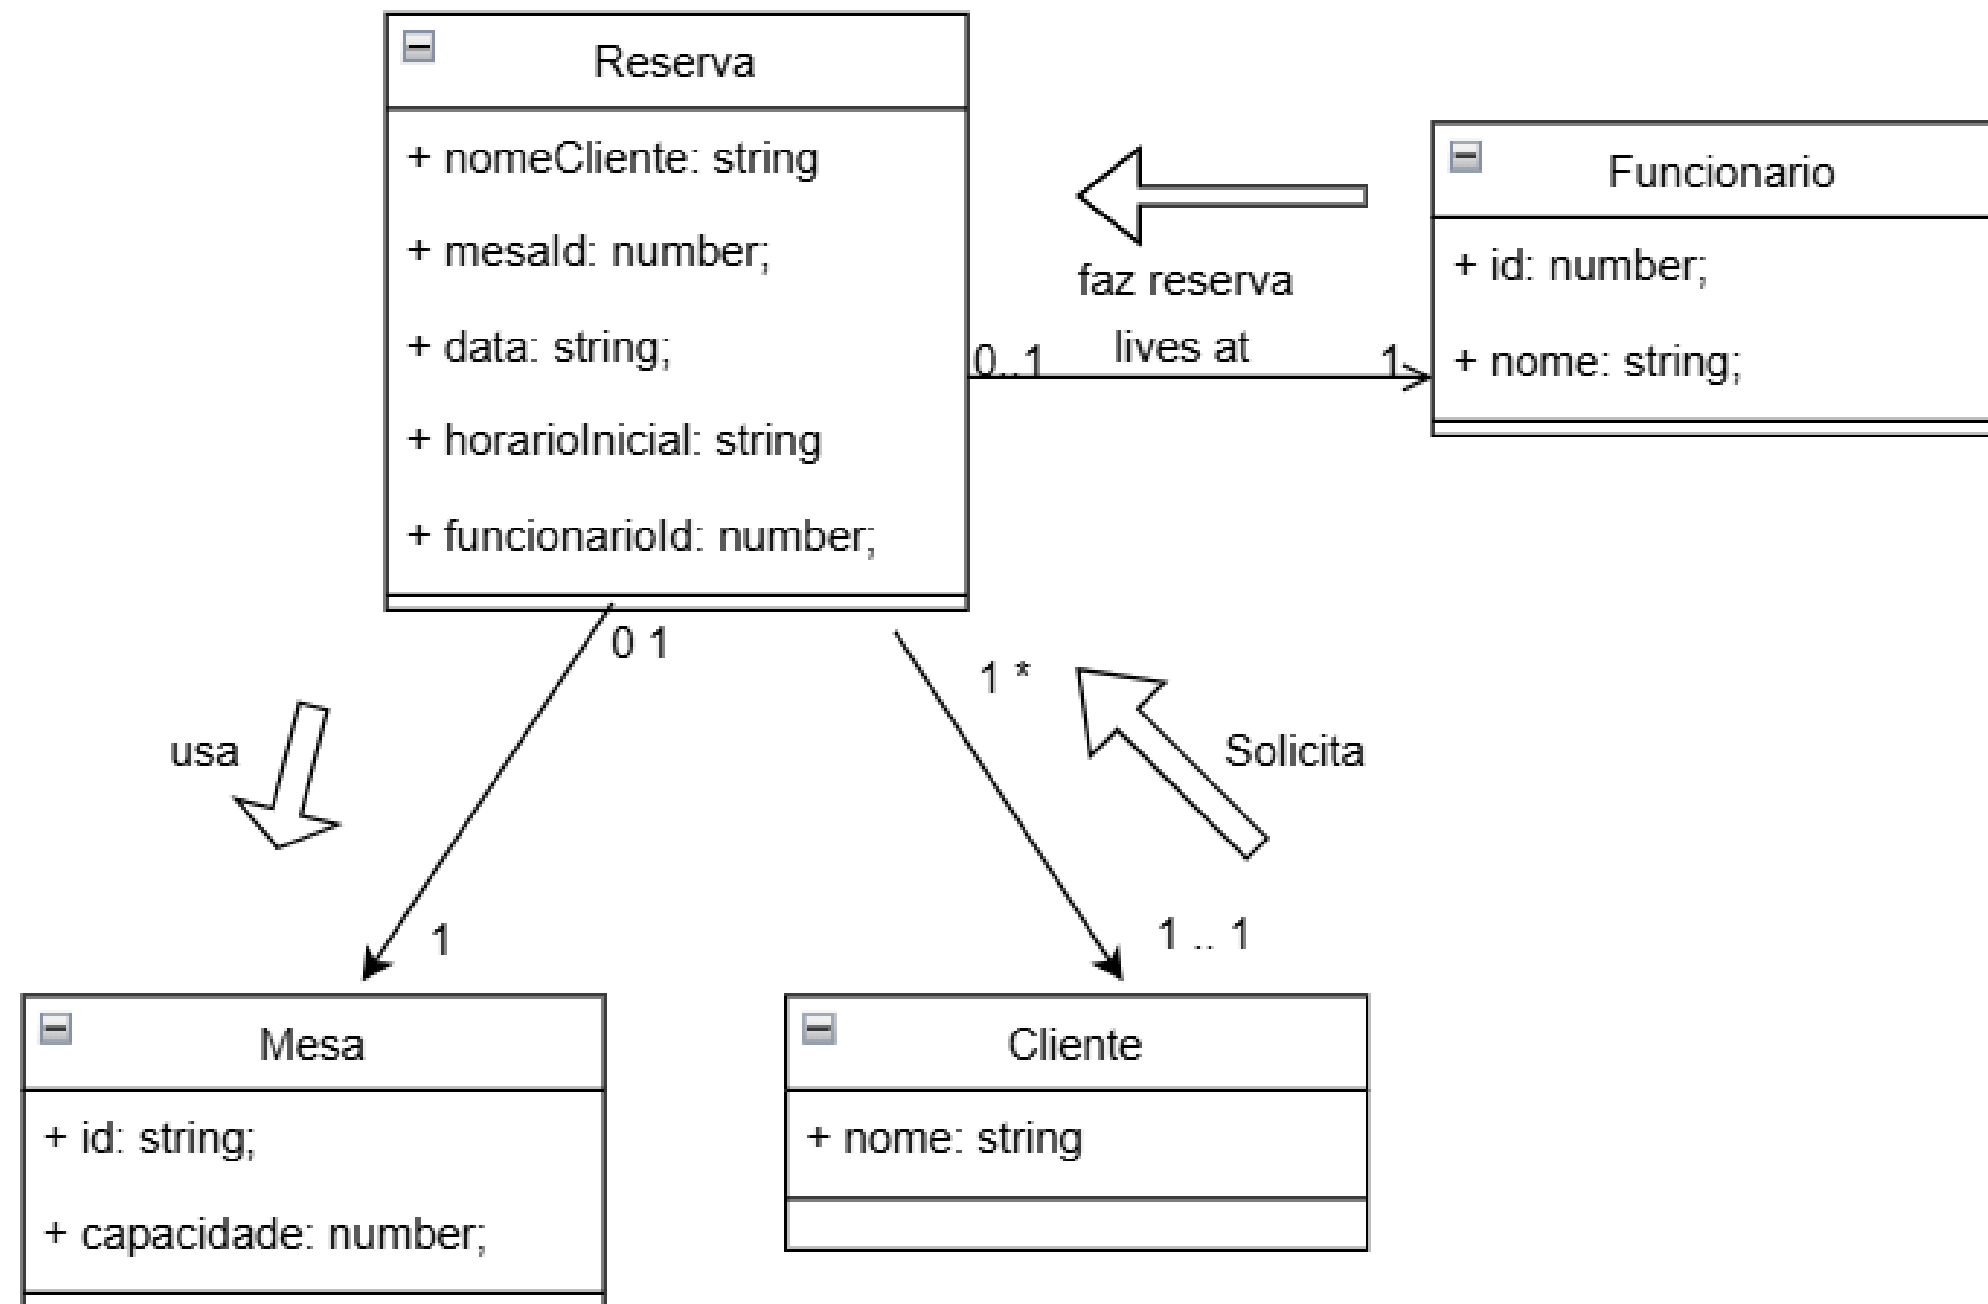 Reserva
+ nomeCliente: string
+ mesaId: number;
+ data: string;
+ horarioInicial: string
+ funcionarioId: number;
faz reserva
0..1 lives at 1
Funcionario
+ id: number;
+ nome: string;
0 1
1 *
usa
Solicita
1
1 .. 1
Mesa
+ id: string;
+ capacidade: number;
Cliente
+ nome: string